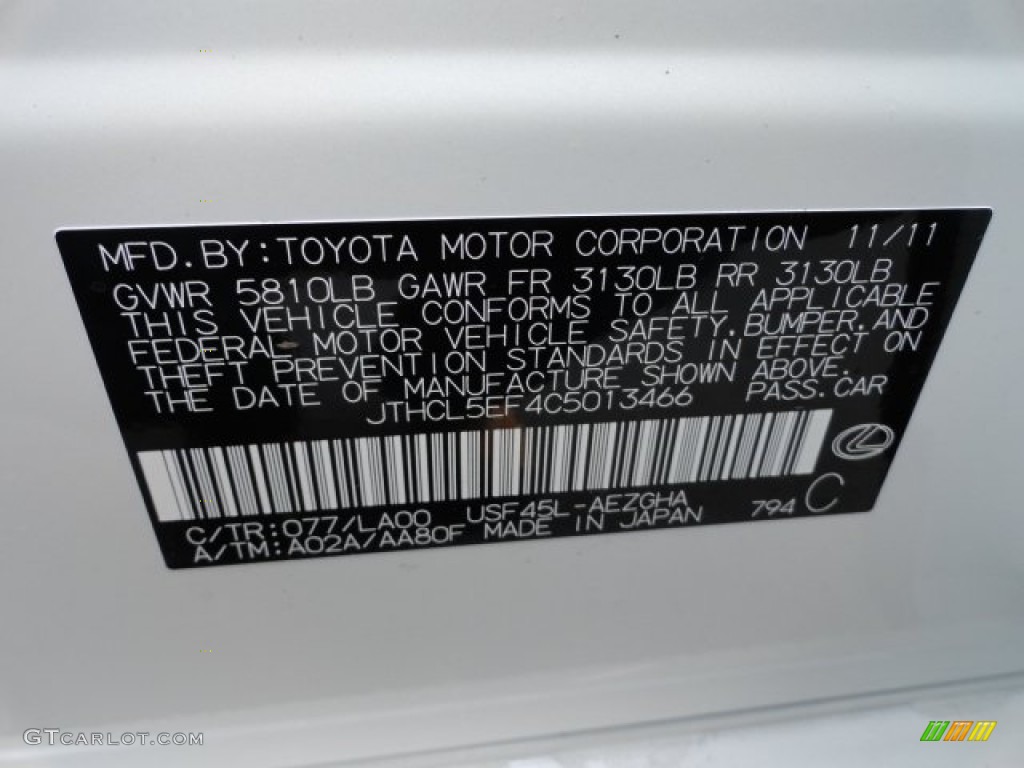 MFD. BY: TOYOTA MOTOR CORPORATION 11/11
GVWR 5810LB GAWR FR 3130LB RR 3130LB
THIS VEHICLE CONFORMS TO ALL APPLICABLE
FEDERAL MOTOR VEHICLE SAFETY, BUMPER, AND
THEFT PREVENTION STANDARDS IN EFFECT ON
THE DATE OF MANUFACTURE SHOWN ABOVE.
JTHCL5EF4C5013466 PASS. CAR
C/TR: 077/LA00 USF45L-AEZGHA 794 C
A/TM: A02A/AA80F MADE IN JAPAN
GTCARLOT.COM